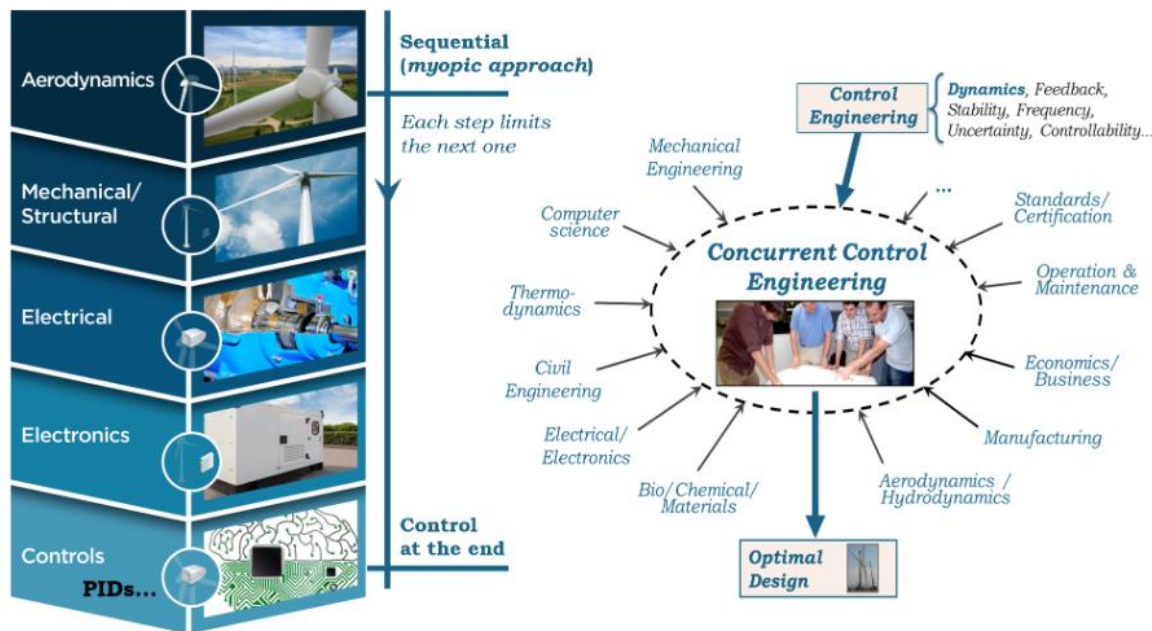 Aerodynamics
Mechanical/
Structural
Electrical
Electronics
Controls
PIDs...
Sequential
(myopic approach)
Each step limits
the next one
Control
at the end
Control
Engineering
Dynamics, Feedback,
Stability, Frequency,
Uncertainty, Controllability...
Mechanical
Engineering
Computer
science
Thermo-
dynamics
Civil
Engineering
Electrical/
Electronics
Bio/Chemical/
Materials
Aerodynamics /
Hydrodynamics
Manufacturing
Economics/
Business
Operation &
Maintenance
Standards/
Certification
...
Concurrent Control
Engineering
Optimal
Design